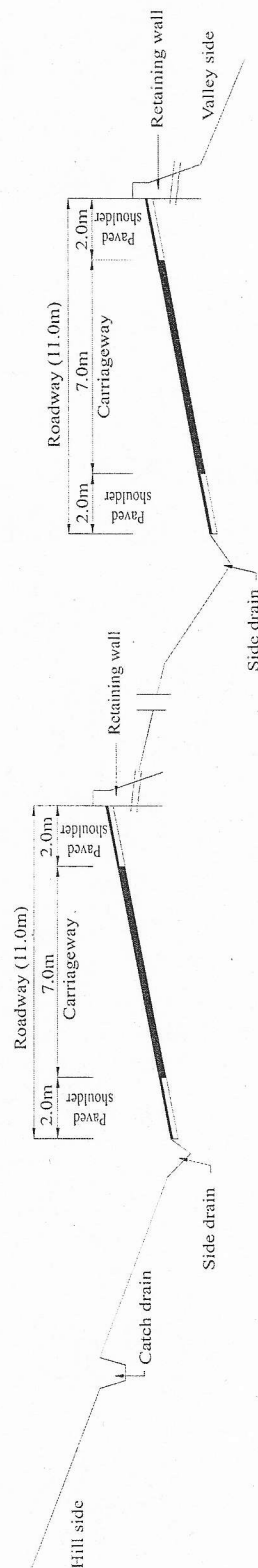 Hill side
Catch drain
Side drain
Roadway (11.0m)
2.0m
7.0m
2.0m
Paved
shoulder
Carriageway
Paved
shoulder
Retaining wall
Roadway (11.0m)
2.0m
7.0m
2.0m
Paved
shoulder
Carriageway
Paved
shoulder
Retaining wall
Side drain
Valley side